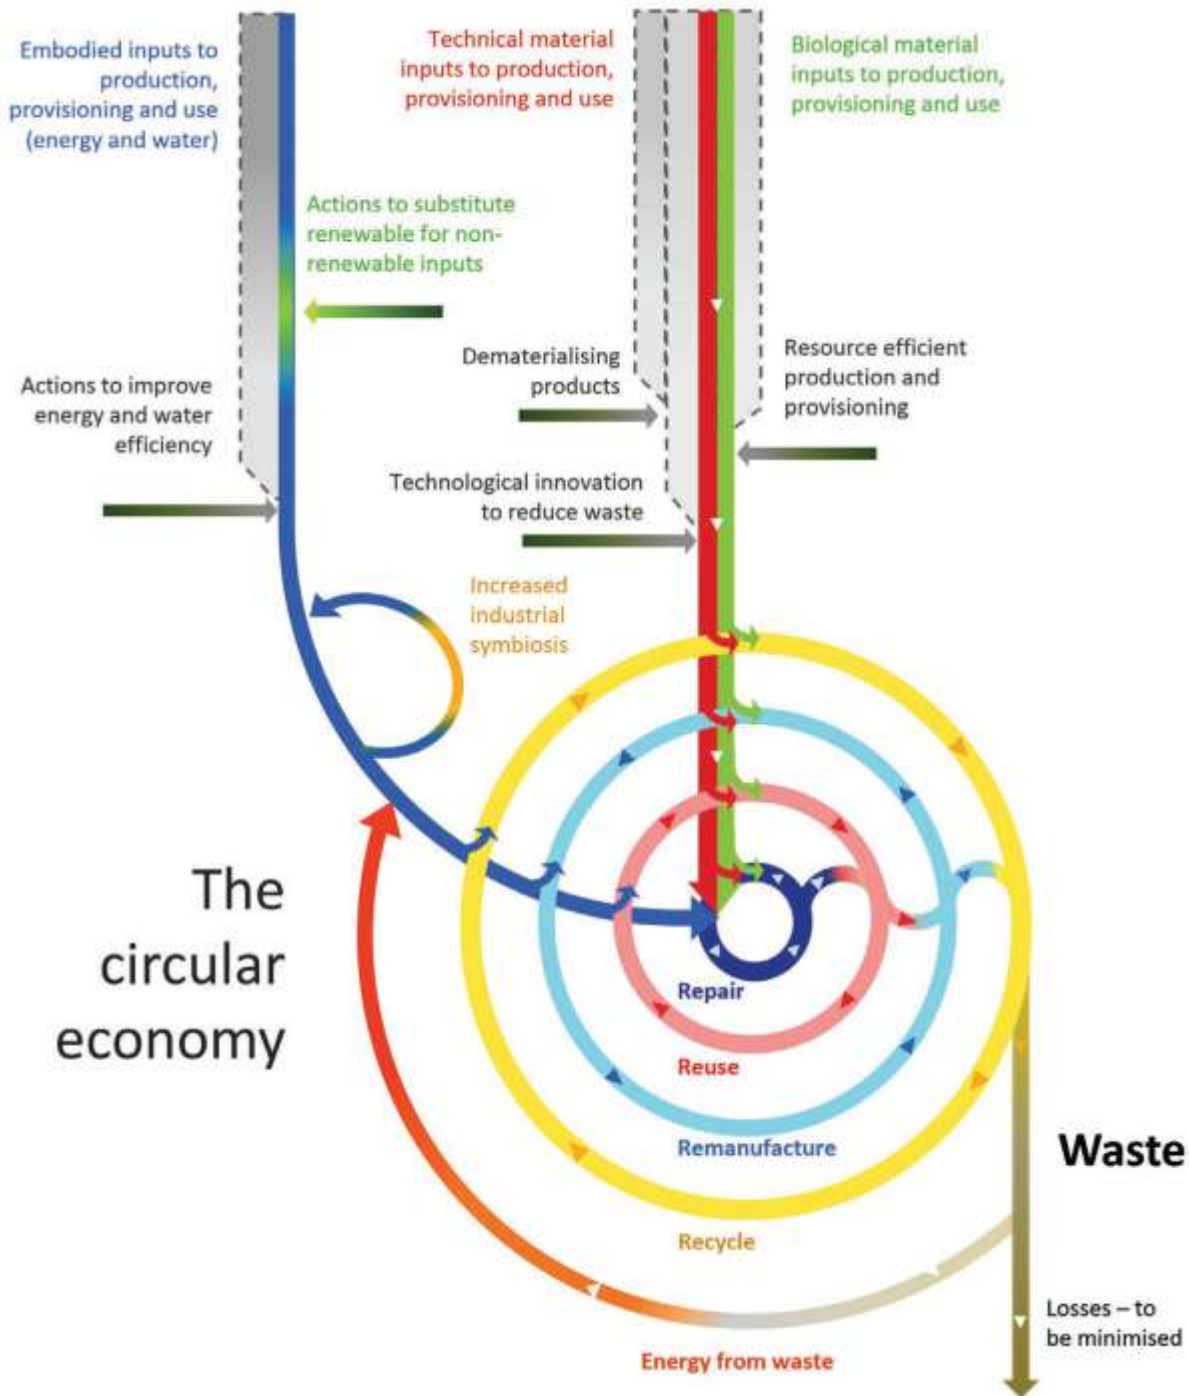 Embodied inputs to
production,
provisioning and use
(energy and water)
Technical material
inputs to production,
provisioning and use
Biological material
inputs to production,
provisioning and use
Actions to substitute
renewable for non-
renewable inputs
Actions to improve
energy and water
efficiency
Dematerialising
products
Resource efficient
production and
provisioning
Technological innovation
to reduce waste
Increased
industrial
symbiosis
The
circular
economy
Repair
Reuse
Remanufacture
Recycle
Energy from waste
Waste
Losses – to
be minimised